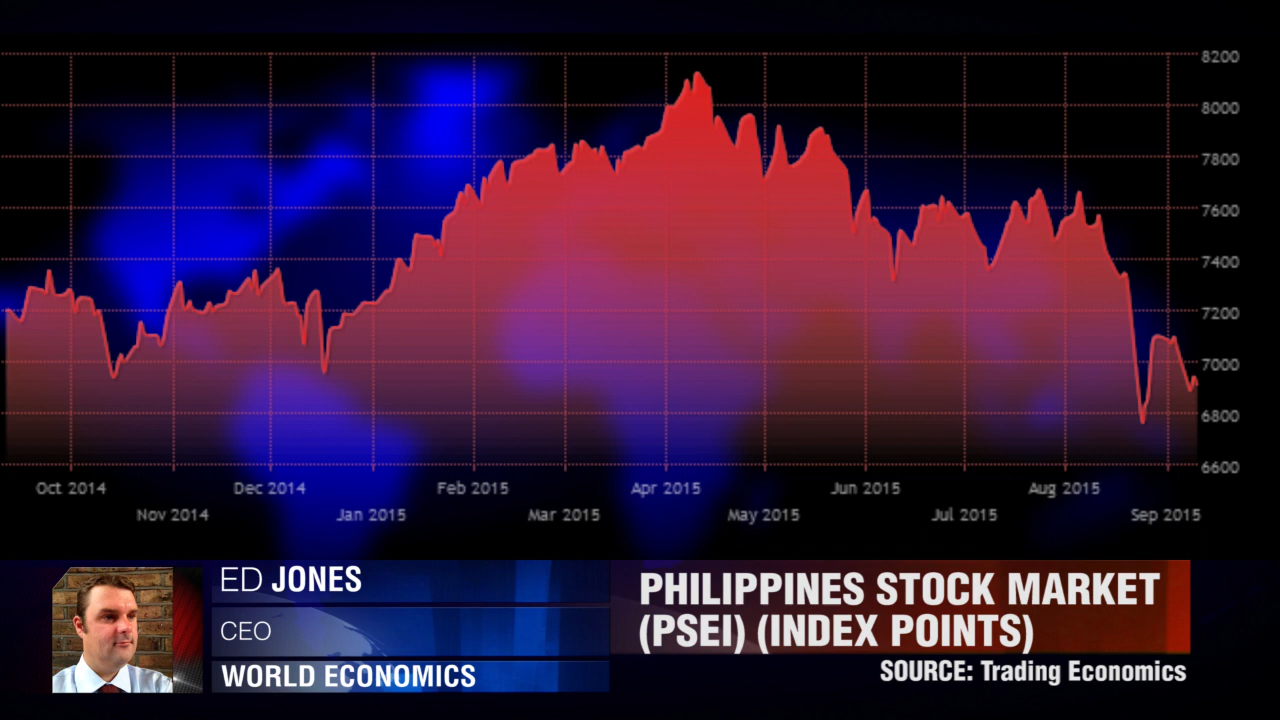 8200
8000
7800
7600
7400
7200
7000
6800
6600
Oct 2014
Nov 2014
Dec 2014
Jan 2015
Feb 2015
Mar 2015
Apr 2015
May 2015
Jun 2015
Jul 2015
Aug 2015
Sep 2015
ED JONES
CEO
WORLD ECONOMICS
PHILIPPINES STOCK MARKET
(PSEI) (INDEX POINTS)
SOURCE: Trading Economics